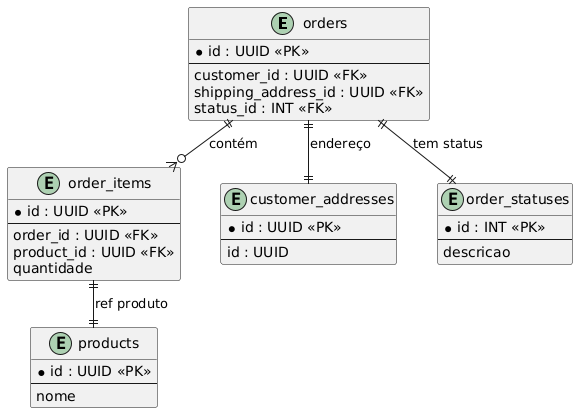 E orders
* id : UUID «PK»
customer_id : UUID «FK»
shipping_address_id : UUID «FK»
status_id : INT «FK»
contém
endereço
tem status
E order_items
* id : UUID «PK»
order_id : UUID «FK»
product_id : UUID «FK»
quantidade
E customer_addresses
* id : UUID «PK»
id : UUID
E order_statuses
* id : INT «PK»
descricao
ref produto
E products
* id : UUID «PK»
nome